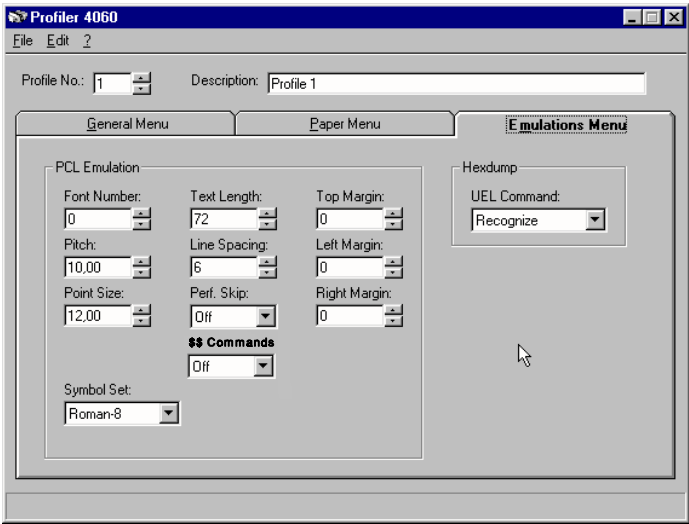 Profiler 4060
File Edit ?
Profile No.: 1 Description: Profile 1
General Menu Paper Menu Emulations Menu
PCL Emulation Hexdump
Font Number: Text Length: Top Margin: UEL Command:
0 72 0 Recognize
Pitch: Line Spacing: Left Margin:
10,00 6 0
Point Size: Perf. Skip: Right Margin:
12,00 Off 0
$$ Commands
Off
Symbol Set:
Roman-8